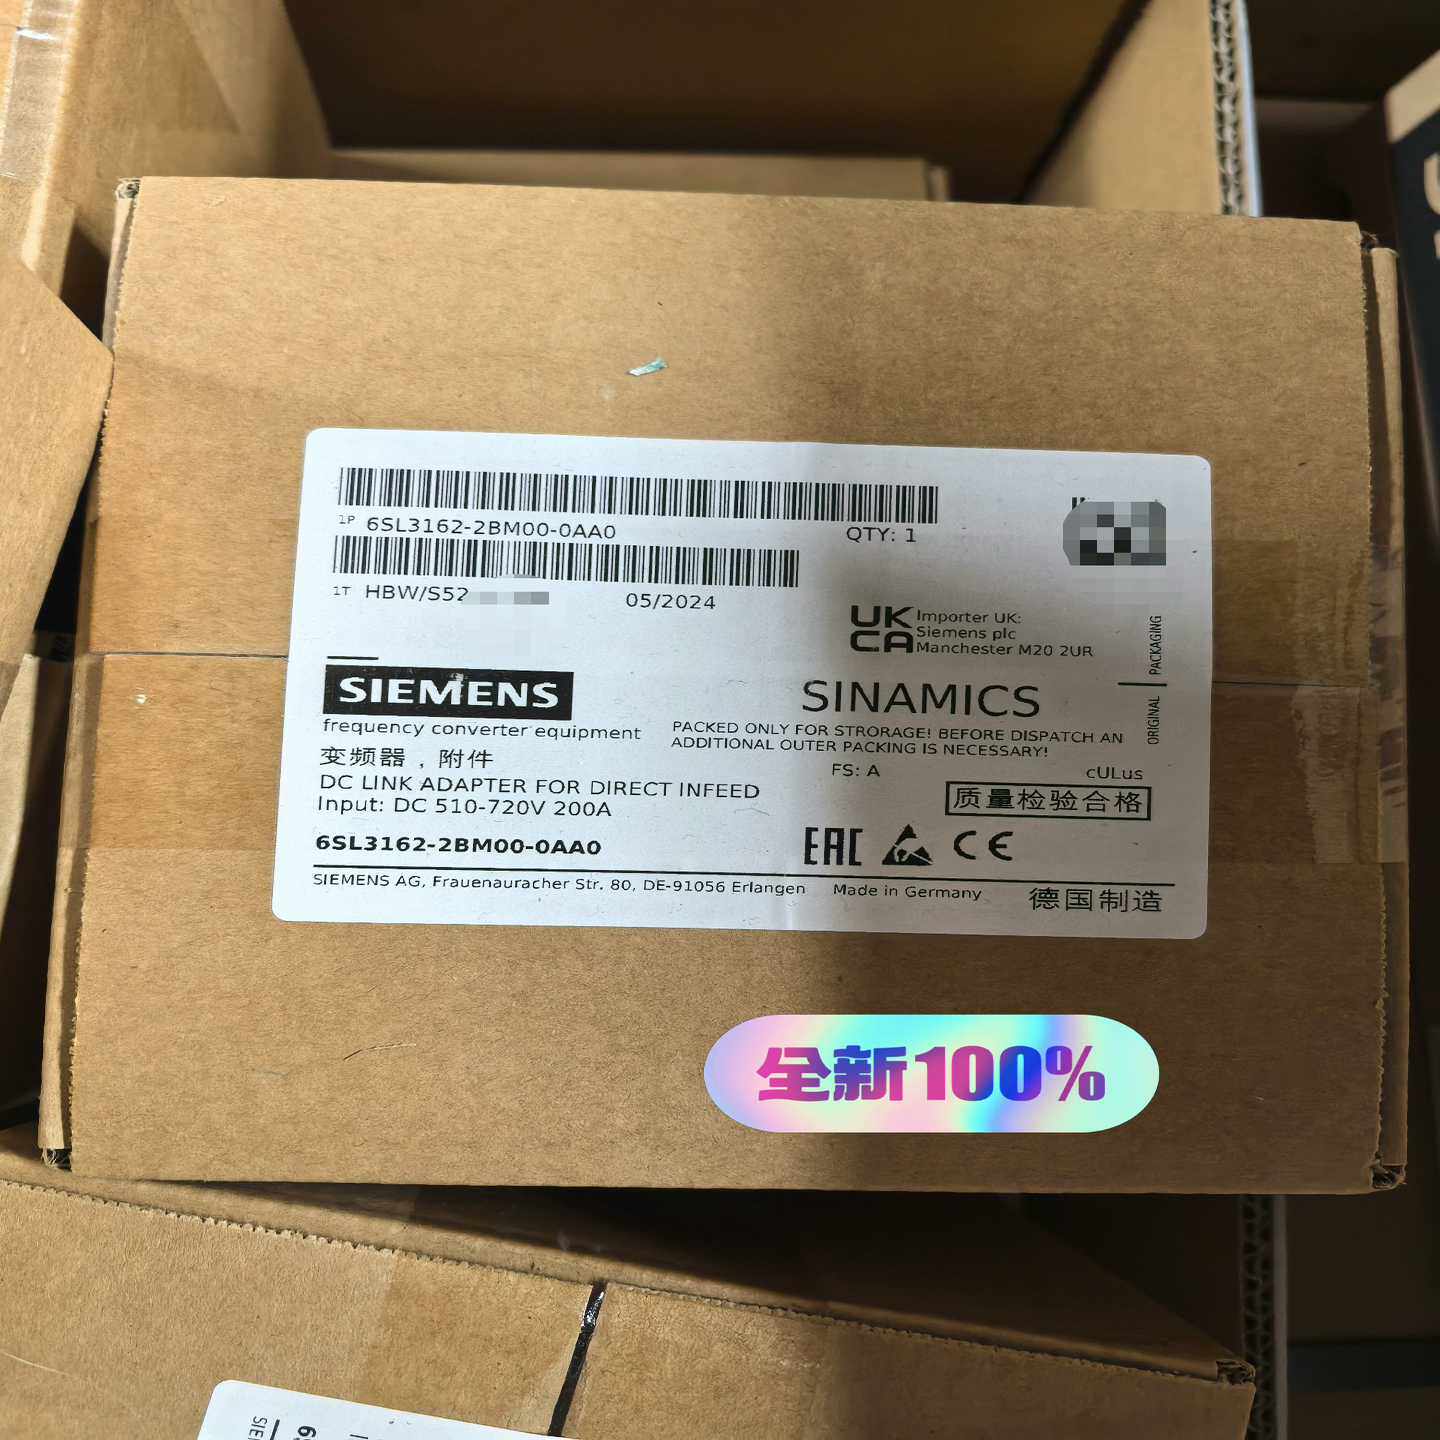 1P 6SL3162-2BM00-0AA0
QTY: 1
1T HBW/S52
05/2024
UK
CA
Importer UK:
Siemens plc
Manchester M20 2UR
ORIGINAL PACKAGING
SIEMENS
SINAMICS
frequency converter equipment
PACKED ONLY FOR STRORAGE! BEFORE DISPATCH AN
ADDITIONAL OUTER PACKING IS NECESSARY!
变频器，附件
FS: A
cULus
DC LINK ADAPTER FOR DIRECT INFEED
Input: DC 510-720V 200A
质量检验合格
6SL3162-2BM00-0AA0
EAC
CE
SIEMENS AG, Frauenauracher Str. 80, DE-91056 Erlangen
Made in Germany
德国制造
全新100%